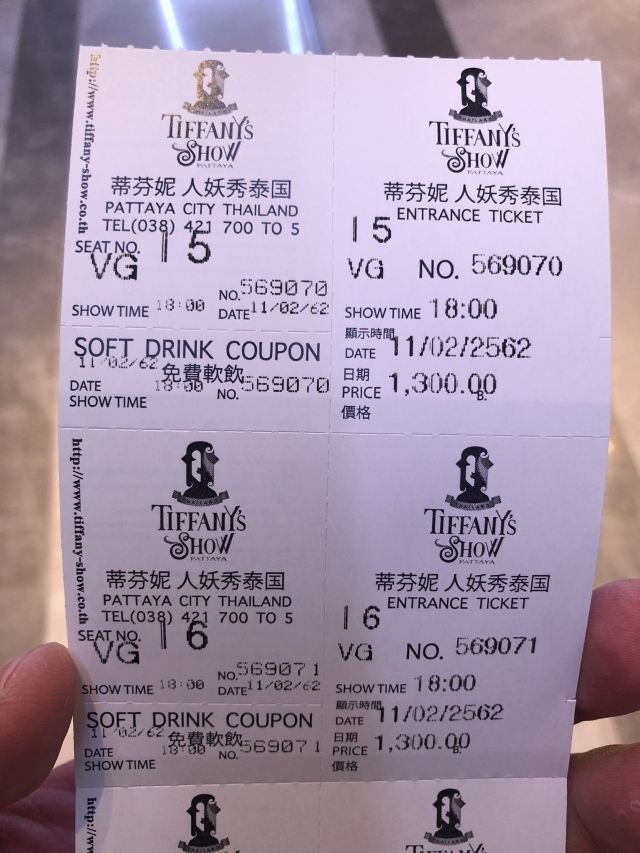 http://www.tiffany-show.co.th
TIFFANY'S
SHOW
PATTAYA
蒂芬妮 人妖秀泰国
PATTAYA CITY THAILAND
TEL(038) 421 700 TO 5
SEAT NO. 15
VG
NO. 569070
SHOW TIME 18:00 DATE 11/02/62
SOFT DRINK COUPON
11/02/62 免費軟飲
DATE 18:00 NO. 569070
SHOW TIME
TIFFANY'S
SHOW
PATTAYA
蒂芬妮 人妖秀泰国
ENTRANCE TICKET
15
VG NO. 569070
SHOW TIME 18:00
顯示時間
DATE 11/02/2562
日期
PRICE 1,300.00
B.
價格
http://www.tiffany-show.co.th
TIFFANY'S
SHOW
PATTAYA
蒂芬妮 人妖秀泰国
PATTAYA CITY THAILAND
TEL(038) 421 700 TO 5
SEAT NO. 16
VG
NO. 569071
SHOW TIME 18:00 DATE 11/02/62
SOFT DRINK COUPON
11/02/62 免費軟飲
DATE 18:00 NO. 569071
SHOW TIME
TIFFANY'S
SHOW
PATTAYA
蒂芬妮 人妖秀泰国
ENTRANCE TICKET
16
VG NO. 569071
SHOW TIME 18:00
顯示時間
DATE 11/02/2562
日期
PRICE 1,300.00
B.
價格
http://www
TIFFANY'S
TIFFANY'S